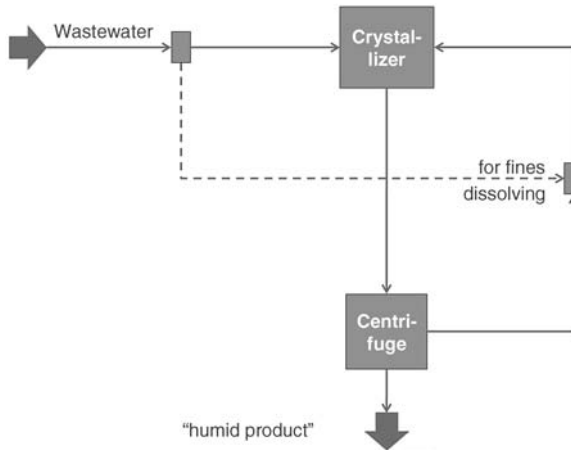 Wastewater
Crystal-
lizer
for fines
dissolving
Centri-
fuge
"humid product"